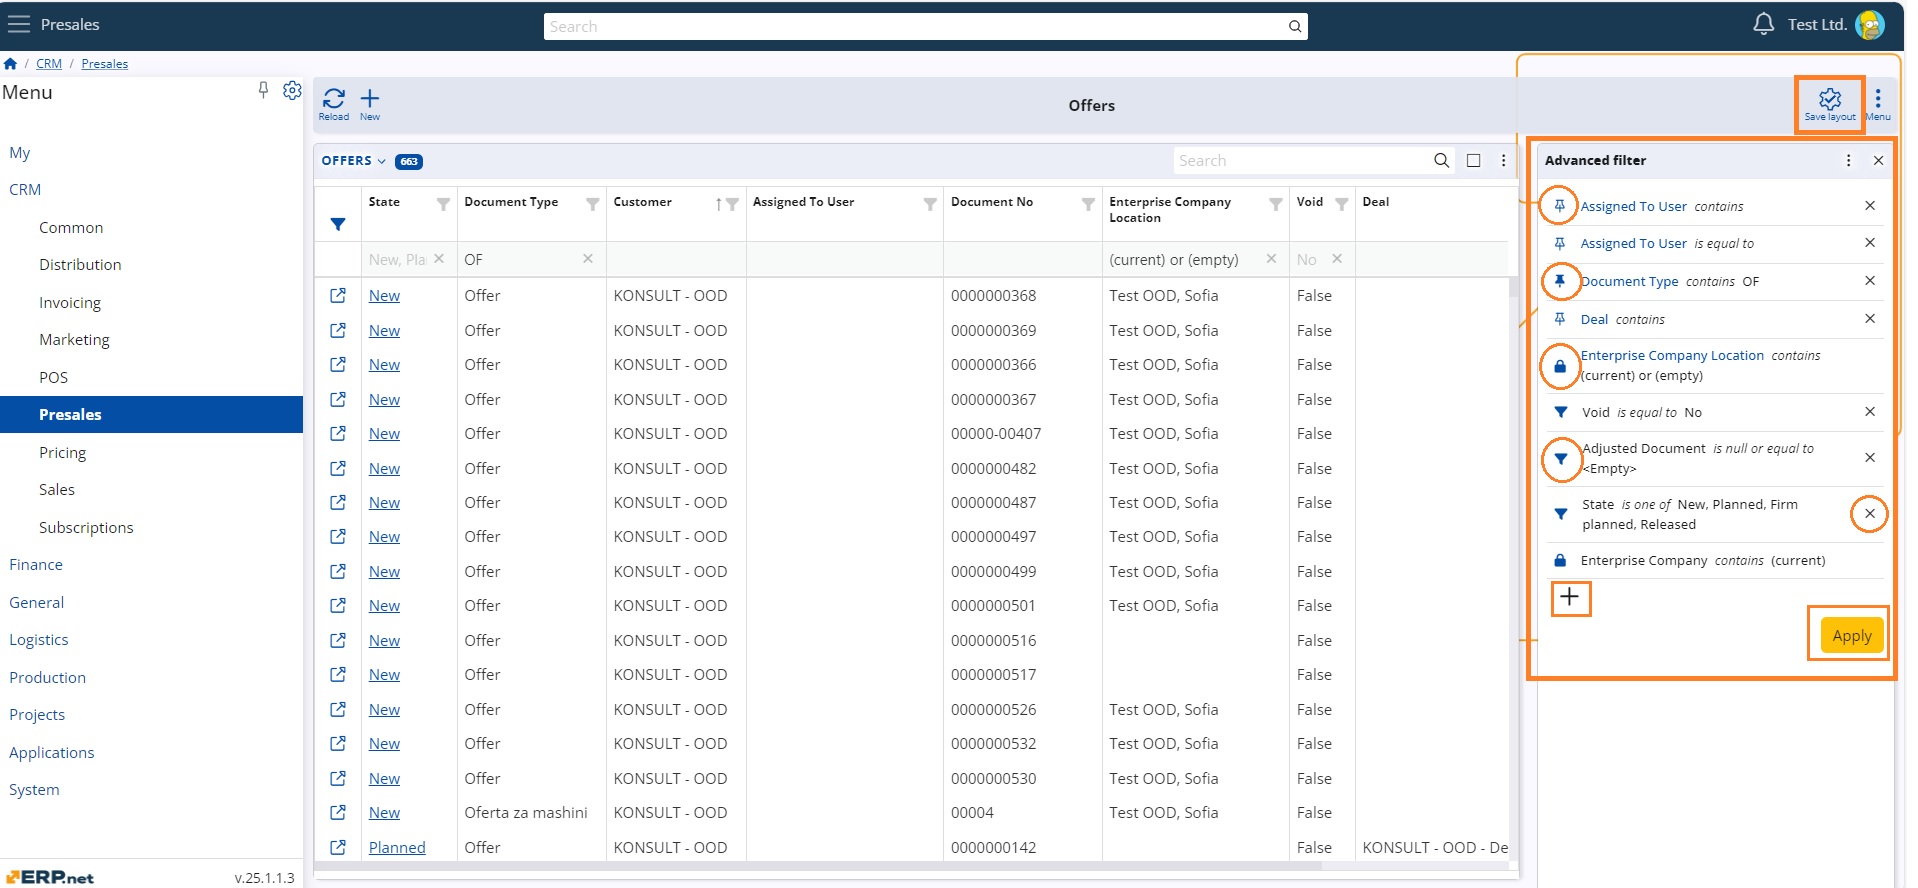 Presales
Search
Test Ltd.
/ CRM / Presales
Menu
My
CRM
Common
Distribution
Invoicing
Marketing
POS
Presales
Pricing
Sales
Subscriptions
Finance
General
Logistics
Production
Projects
Applications
System
ERP.net
v.25.1.1.3
Reload
New
Offers
Save layout
Menu
OFFERS 663
Search
State Document Type Customer Assigned To User Document No Enterprise Company Location Void Deal
New, Pla OF (current) or (empty) No
New Offer KONSULT - OOD 0000000368 Test OOD, Sofia False
New Offer KONSULT - OOD 0000000369 Test OOD, Sofia False
New Offer KONSULT - OOD 0000000366 Test OOD, Sofia False
New Offer KONSULT - OOD 0000000367 Test OOD, Sofia False
New Offer KONSULT - OOD 00000-00407 Test OOD, Sofia False
New Offer KONSULT - OOD 0000000482 Test OOD, Sofia False
New Offer KONSULT - OOD 0000000487 Test OOD, Sofia False
New Offer KONSULT - OOD 0000000497 Test OOD, Sofia False
New Offer KONSULT - OOD 0000000499 Test OOD, Sofia False
New Offer KONSULT - OOD 0000000501 Test OOD, Sofia False
New Offer KONSULT - OOD 0000000516 False
New Offer KONSULT - OOD 0000000517 False
New Offer KONSULT - OOD 0000000526 Test OOD, Sofia False
New Offer KONSULT - OOD 0000000532 Test OOD, Sofia False
New Offer KONSULT - OOD 0000000530 Test OOD, Sofia False
New Oferta za mashini KONSULT - OOD 00004 Test OOD, Sofia False
Planned Offer KONSULT - OOD 0000000142 False KONSULT - OOD - De
Advanced filter
Assigned To User contains
Assigned To User is equal to
Document Type contains OF
Deal contains
Enterprise Company Location contains
(current) or (empty)
Void is equal to No
Adjusted Document is null or equal to
<Empty>
State is one of New, Planned, Firm
planned, Released
Enterprise Company contains (current)
Apply